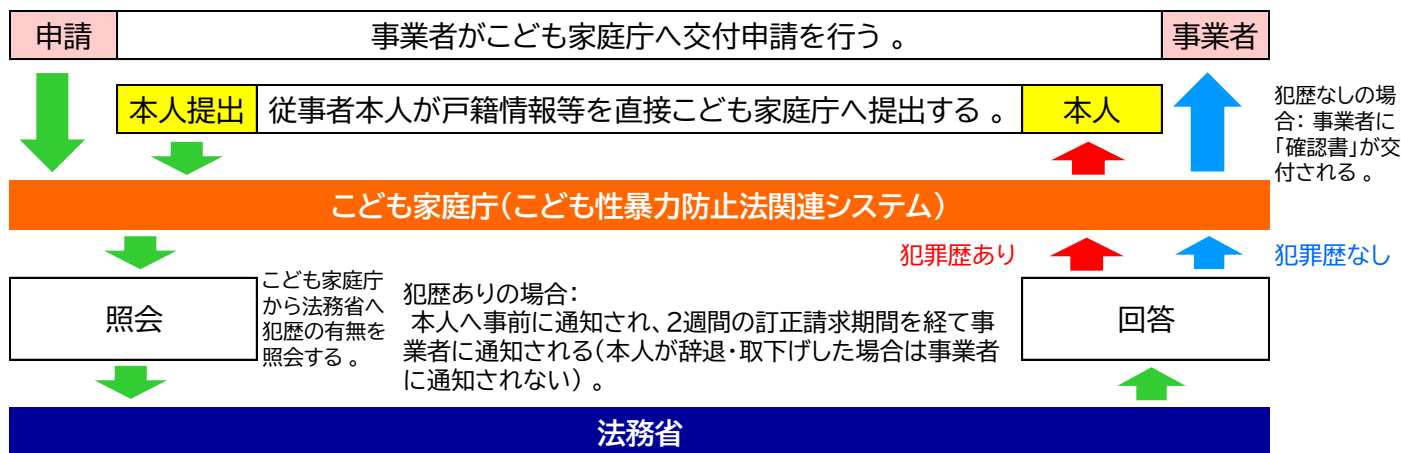 申請 事業者がこども家庭庁へ交付申請を行う 。 事業者
本人提出 従事者本人が戸籍情報等を直接こども家庭庁へ提出する 。 本人
犯歴なしの場
合： 事業者に
「確認書」が交
付される 。
こども家庭庁（こども性暴力防止法関連システム）
犯罪歴あり
犯罪歴なし
照会
こども家庭庁
から法務省へ
犯歴の有無を
照会する 。
犯歴ありの場合：
本人へ事前に通知され、2週間の訂正請求期間を経て事
業者に通知される（本人が辞退・取下げした場合は事業者
に通知されない） 。
回答
法務省